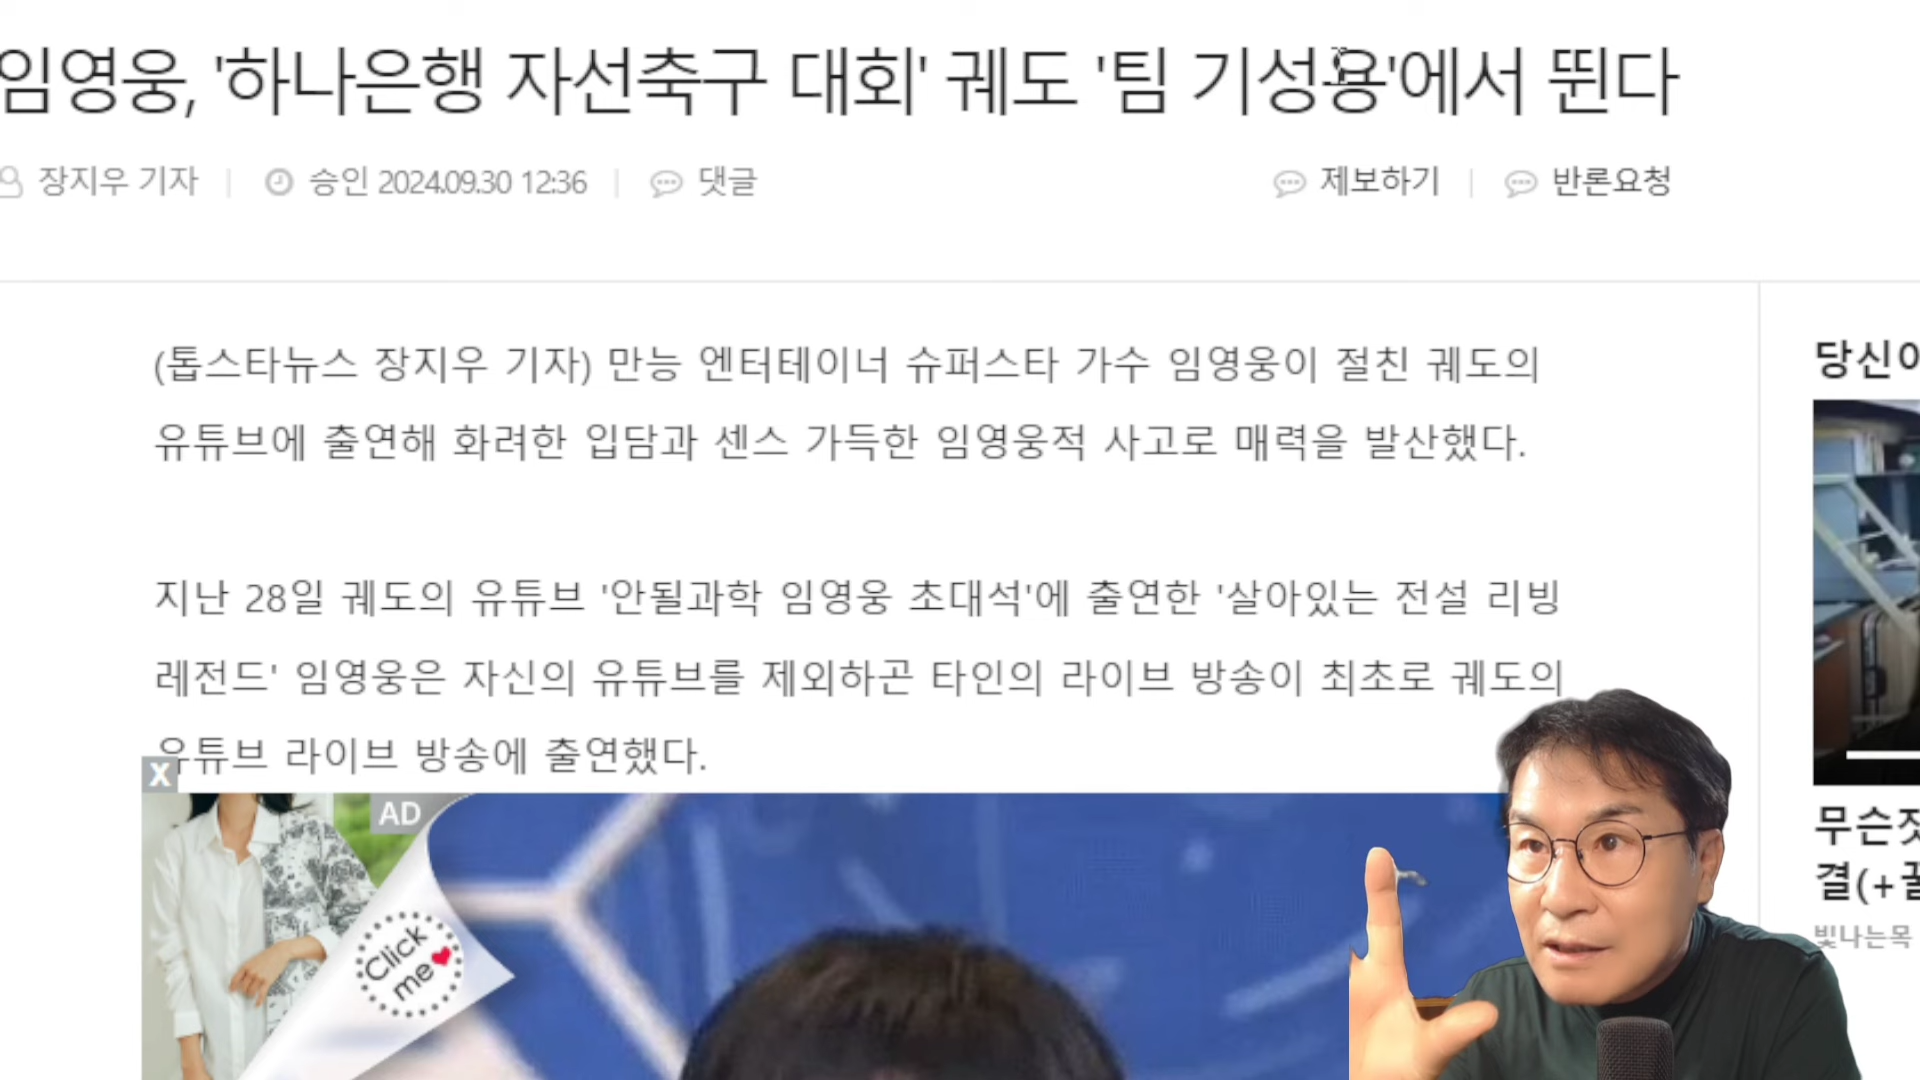 임영웅, '하나은행 자선축구 대회' 궤도 '팀 기성용'에서 뛴다
장지우 기자
승인 2024.09.30 12:36
댓글
제보하기
반론요청
(톱스타뉴스 장지우 기자) 만능 엔터테이너 슈퍼스타 가수 임영웅이 절친 궤도의
유튜브에 출연해 화려한 입담과 센스 가득한 임영웅적 사고로 매력을 발산했다.
지난 28일 궤도의 유튜브 '안될과학 임영웅 초대석'에 출연한 '살아있는 전설 리빙
레전드' 임영웅은 자신의 유튜브를 제외하곤 타인의 라이브 방송이 최초로 궤도의
유튜브 라이브 방송에 출연했다.
X
AD
Click
me
당신이
무슨짓
결(+꿀
빛나는목